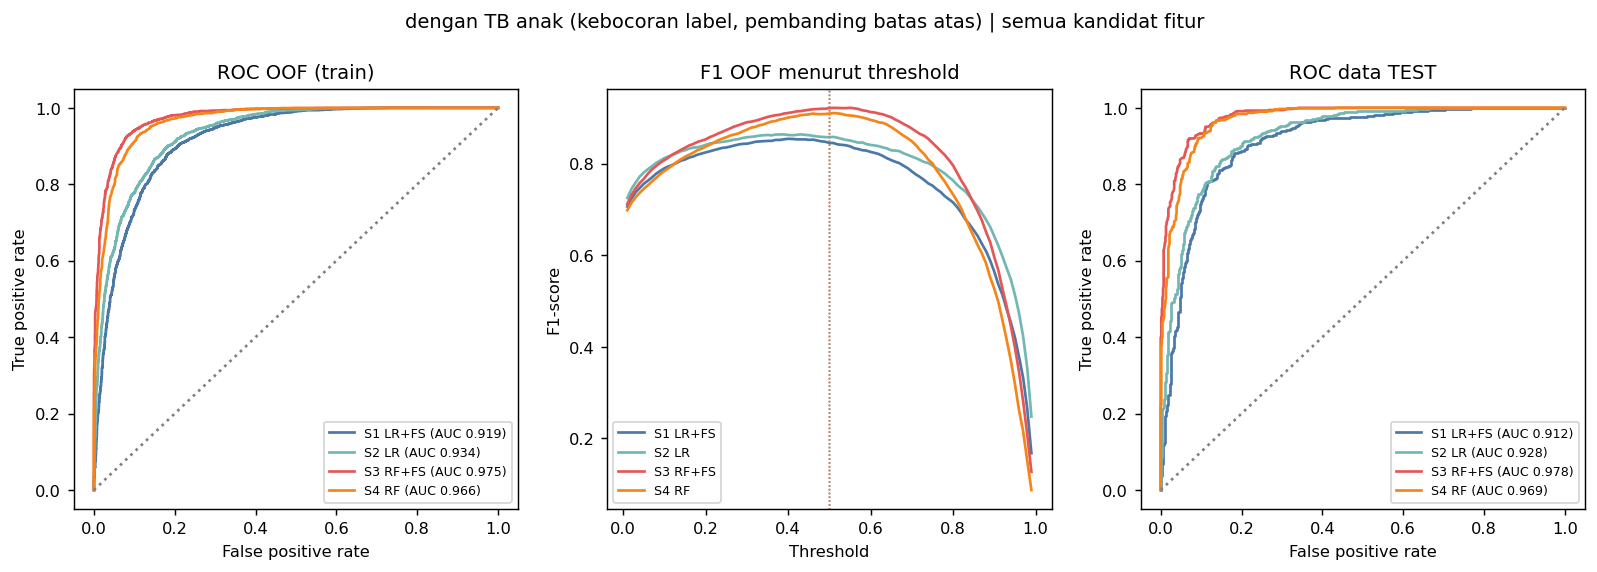 dengan TB anak (kebocoran label, pembanding batas atas) | semua kandidat fitur
ROC OOF (train)
True positive rate
1.0
0.8
0.6
0.4
0.2
0.0
S1 LR+FS (AUC 0.919)
S2 LR (AUC 0.934)
S3 RF+FS (AUC 0.975)
S4 RF (AUC 0.966)
0.0 0.2 0.4 0.6 0.8 1.0
False positive rate
F1 OOF menurut threshold
F1-score
0.8
0.6
0.4
0.2
S1 LR+FS
S2 LR
S3 RF+FS
S4 RF
0.0 0.2 0.4 0.6 0.8 1.0
Threshold
ROC data TEST
True positive rate
1.0
0.8
0.6
0.4
0.2
0.0
S1 LR+FS (AUC 0.912)
S2 LR (AUC 0.928)
S3 RF+FS (AUC 0.978)
S4 RF (AUC 0.969)
0.0 0.2 0.4 0.6 0.8 1.0
False positive rate